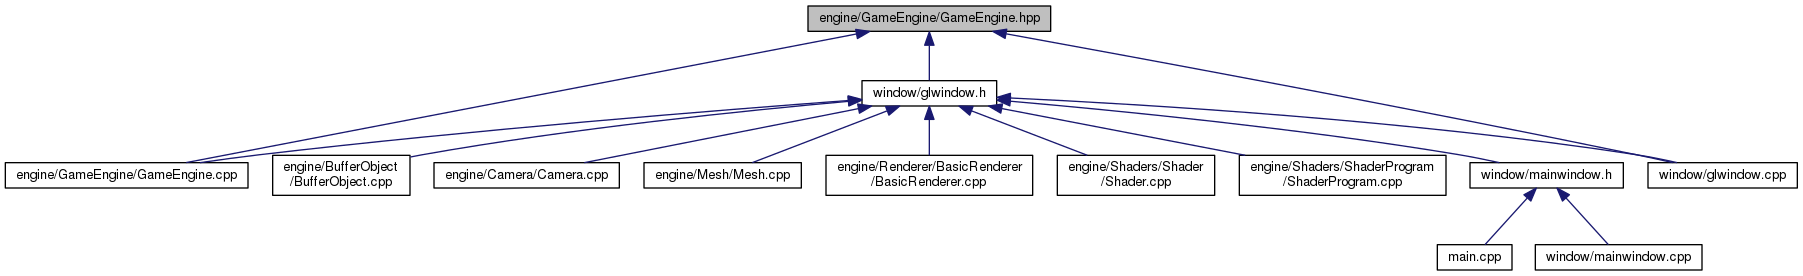 engine/GameEngine/GameEngine.hpp
window/glwindow.h
engine/GameEngine/GameEngine.cpp
engine/BufferObject
/BufferObject.cpp
engine/Camera/Camera.cpp
engine/Mesh/Mesh.cpp
engine/Renderer/BasicRenderer
/BasicRenderer.cpp
engine/Shaders/Shader
/Shader.cpp
engine/Shaders/ShaderProgram
/ShaderProgram.cpp
window/mainwindow.h
window/glwindow.cpp
main.cpp
window/mainwindow.cpp